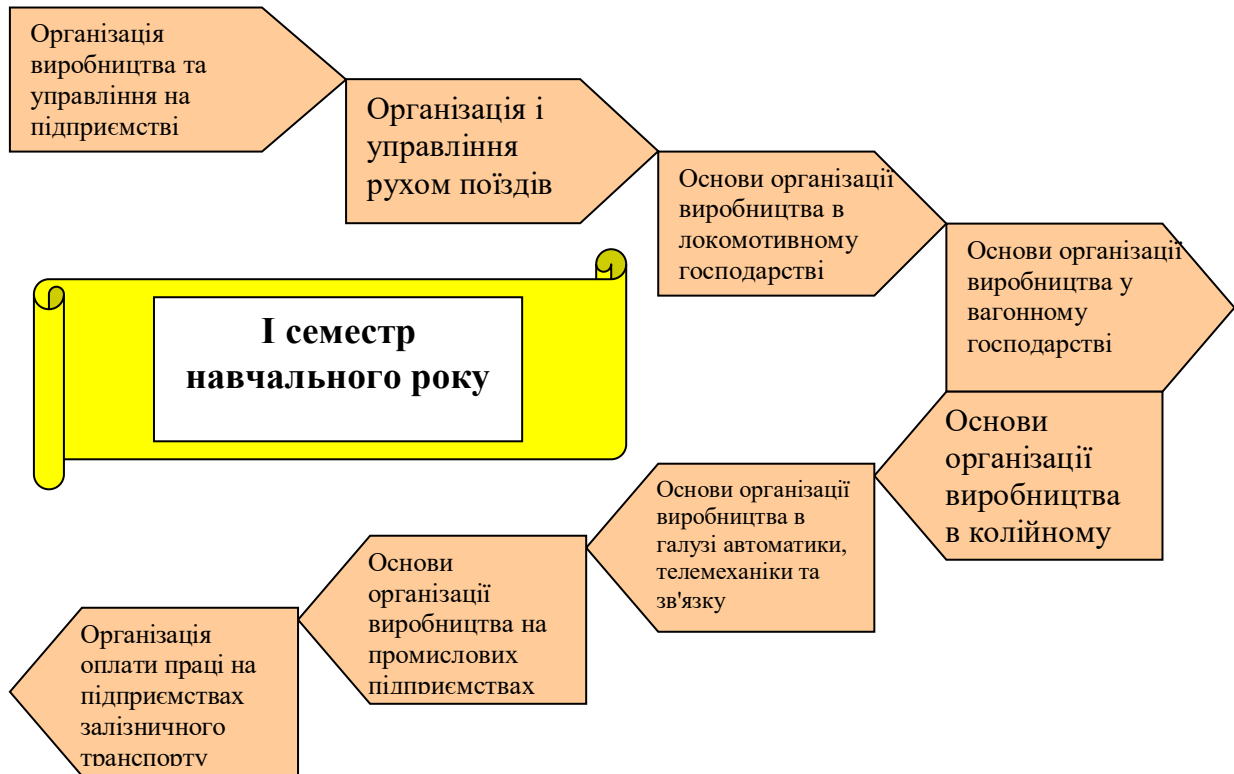 Організація
виробництва та
управління на
підприємстві
Організація і
управління
рухом поїздів
Основи організації
виробництва в
локомотивному
господарстві
Основи організації
виробництва у
вагонному
господарстві
І семестр
навчального року
Основи
організації
виробництва
в колійному
Основи організації
виробництва в
галузі автоматики,
телемеханіки та
зв'язку
Основи
організації
виробництва на
промислових
підприємствах
Організація
оплати праці на
підприємствах
залізничного
транспорту